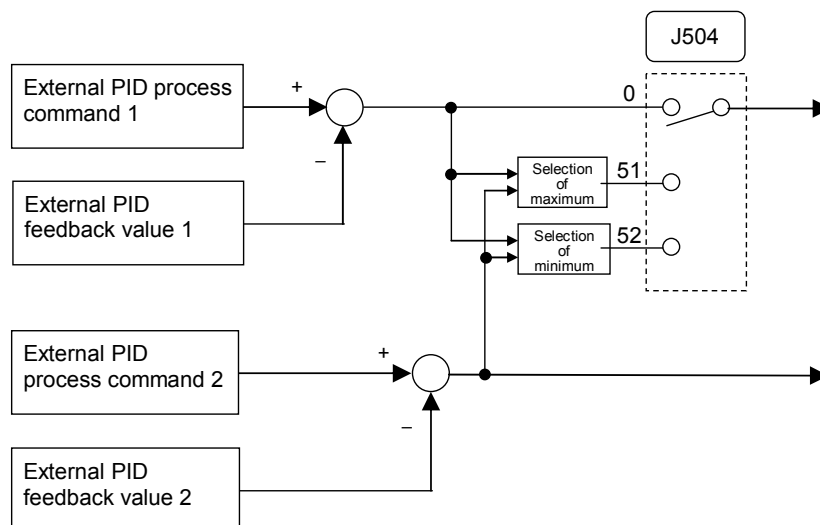 J504
External PID process
command 1
+
0
–
External PID
feedback value 1
Selection
of
maximum
51
Selection
of
minimum
52
External PID
process command 2
+
–
External PID
feedback value 2